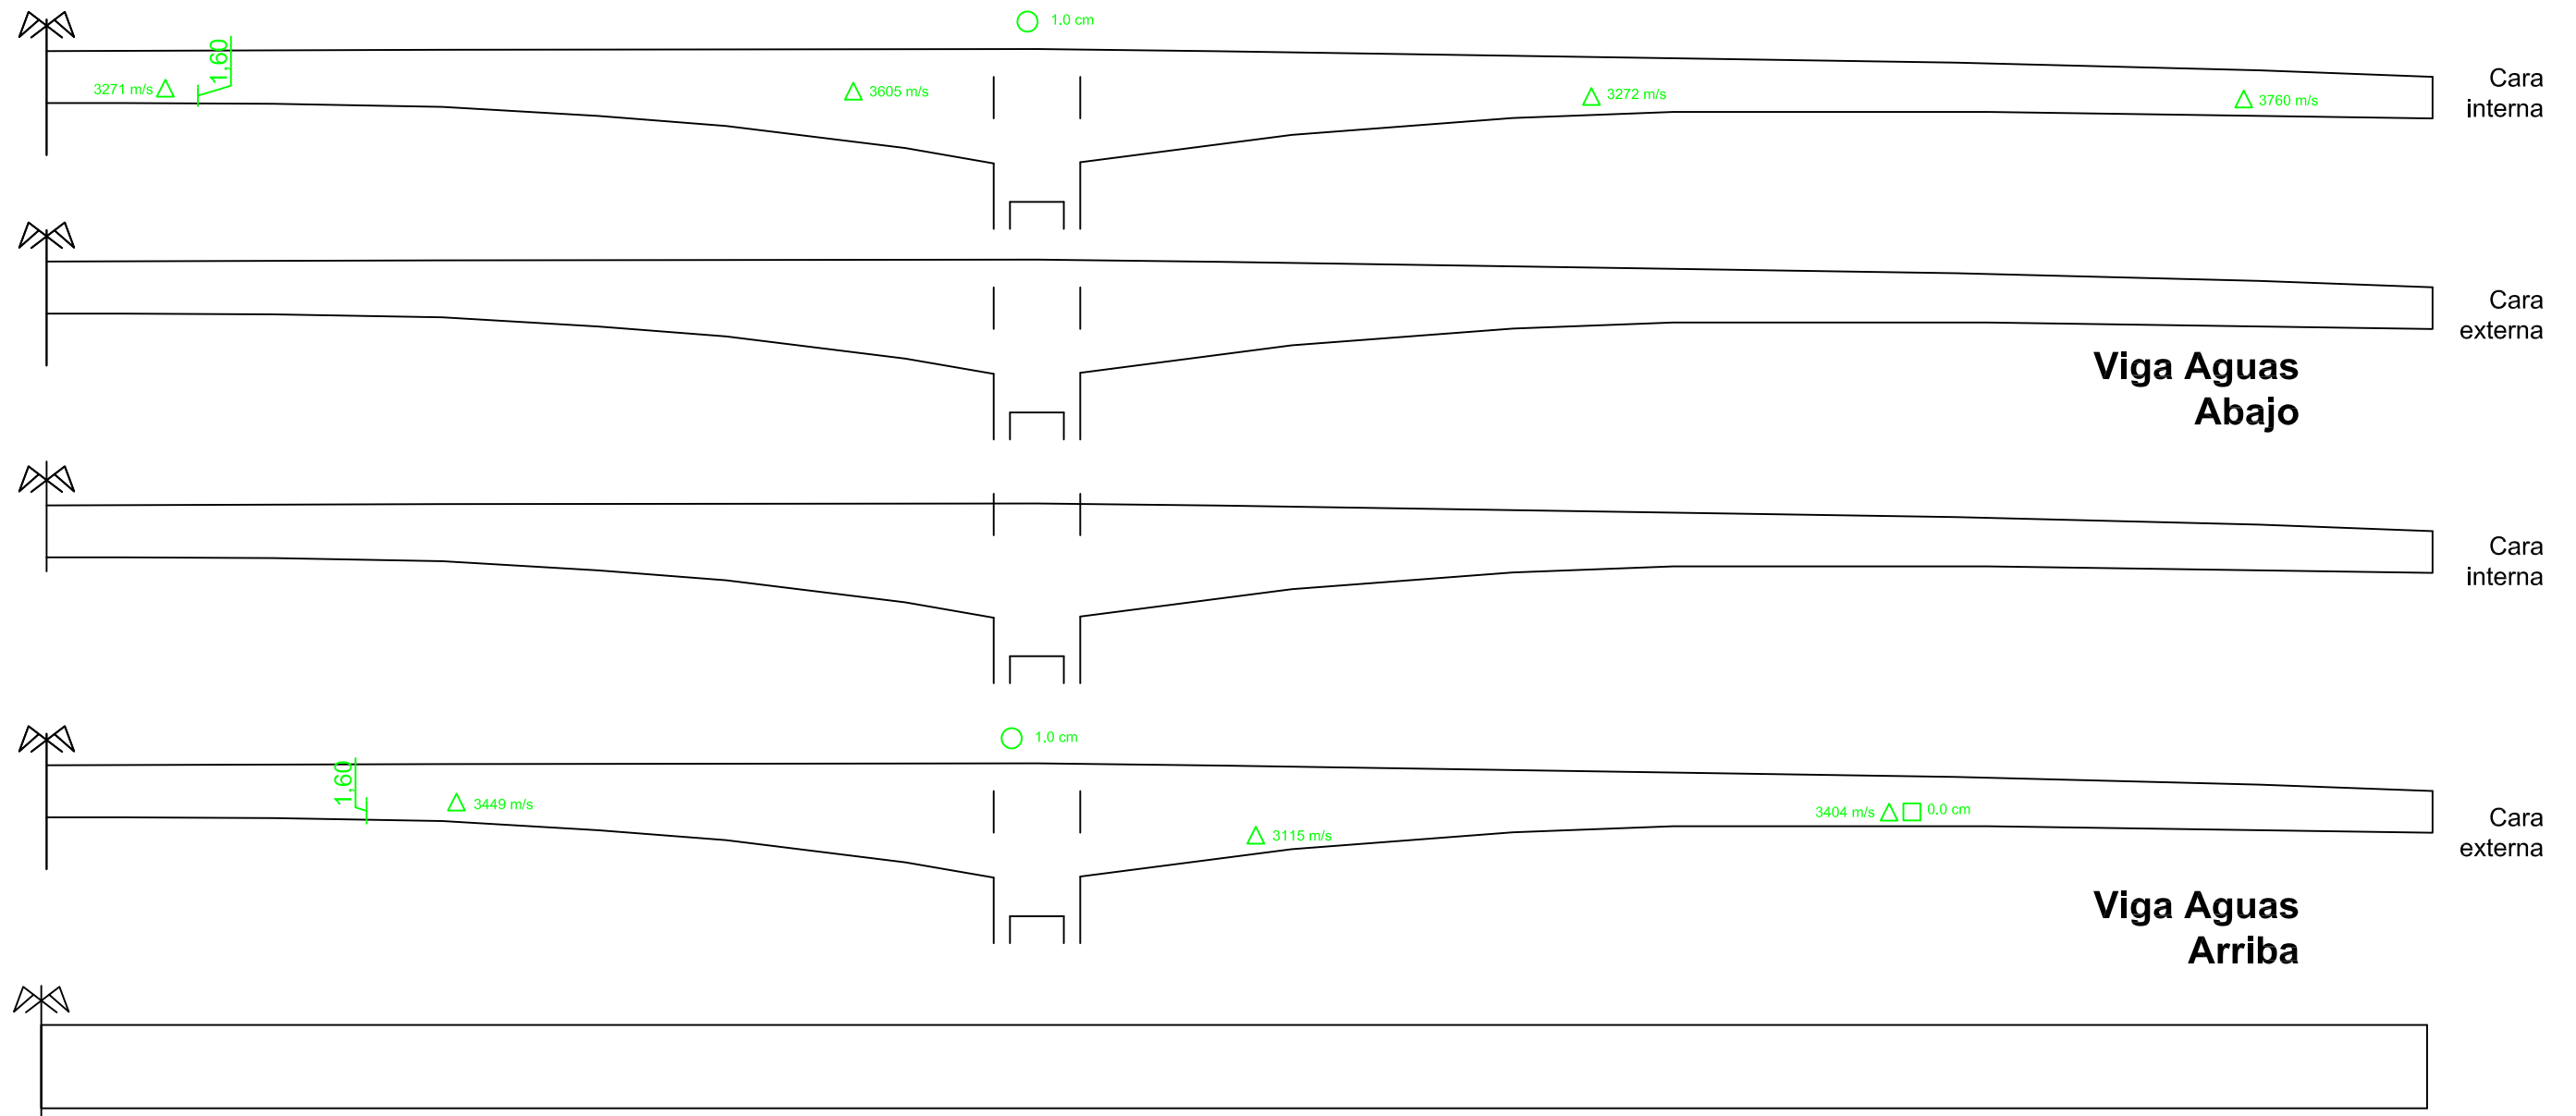 1.0 cm
1,60
3271 m/s
3605 m/s
3272 m/s
3760 m/s
Cara
interna
Cara
externa
Viga Aguas
Abajo
Cara
interna
1.0 cm
1,60
3449 m/s
3115 m/s
3404 m/s
0.0 cm
Cara
externa
Viga Aguas
Arriba